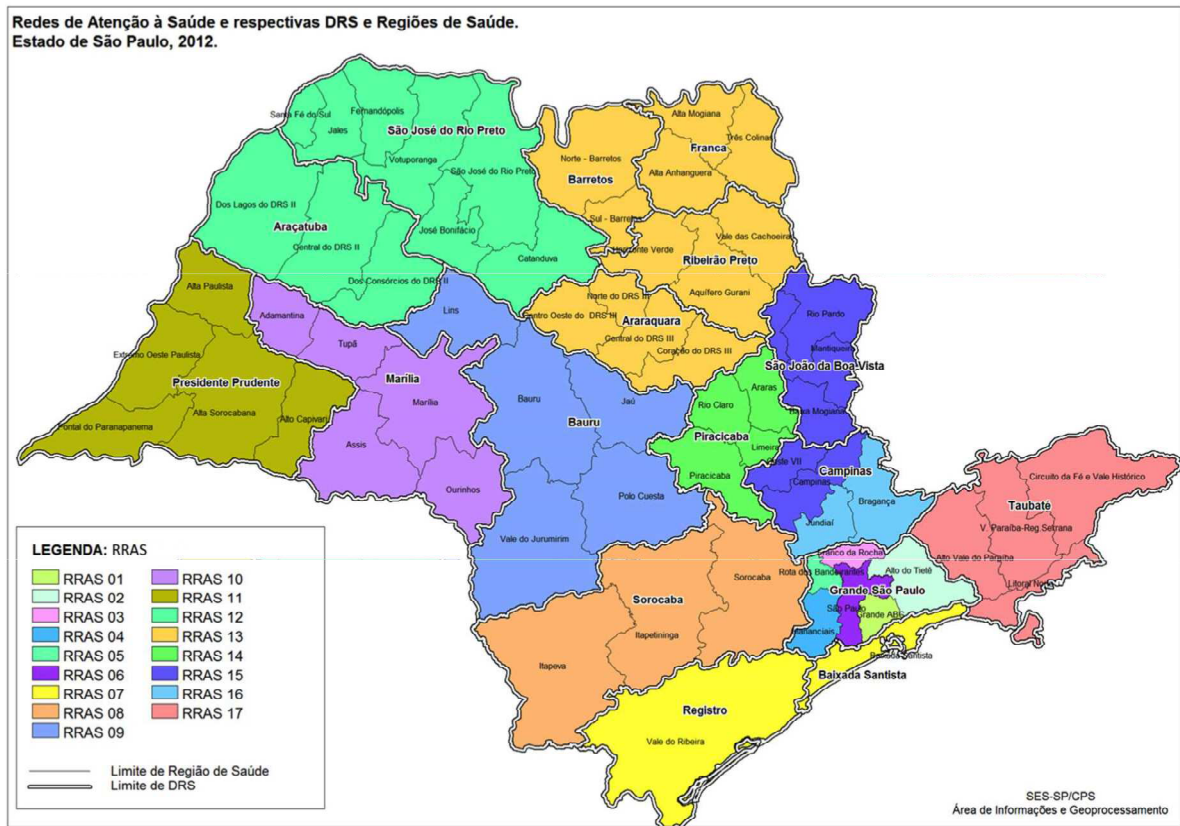 Redes de Atenção à Saúde e respectivas DRS e Regiões de Saúde.
Estado de São Paulo, 2012.
Santa Fé do Sul
Jales
Fernandópolis
São José do Rio Preto
Votuporanga
São José do Rio Preto
José Bonifácio
Catanduva
Dos Lagos do DRS II
Araçatuba
Central do DRS II
Dos Consórcios do DRS II
Norte - Barretos
Barretos
Sul - Barretos
Alta Mogiana
Três Colinas
Franca
Alta Anhanguera
Horizonte Verde
Vale das Cachoeiras
Ribeirão Preto
Aquífero Gurani
Norte do DRS III
Centro Oeste do DRS III
Araraquara
Central do DRS III
Coração do DRS III
Rio Pardo
Mantiqueira
São João da Boa Vista
Baixa Mogiana
Alta Paulista
Extremo Oeste Paulista
Presidente Prudente
Alta Sorocabana
Alto Capivari
Pontal do Paranapanema
Adamantina
Tupã
Marília
Marília
Assis
Ourinhos
Lins
Bauru
Jaú
Bauru
Polo Cuesta
Vale do Jurumirim
Araras
Rio Claro
Piracicaba
Limeira
Piracicaba
Oeste VII
Campinas
Campinas
Bragança
Jundiaí
Circuito da Fé e Vale Histórico
Taubaté
V. Paraíba-Reg.Serrana
Alto Vale do Paraíba
Litoral Norte
Franco da Rocha
Rota dos Bandeirantes
Alto do Tietê
Grande São Paulo
São Paulo
Grande ABC
Mananciais
Sorocaba
Sorocaba
Itapetininga
Itapeva
Baixada Santista
Baixada Santista
Registro
Vale do Ribeira
LEGENDA: RRAS
RRAS 01
RRAS 02
RRAS 03
RRAS 04
RRAS 05
RRAS 06
RRAS 07
RRAS 08
RRAS 09
RRAS 10
RRAS 11
RRAS 12
RRAS 13
RRAS 14
RRAS 15
RRAS 16
RRAS 17
Limite de Região de Saúde
Limite de DRS
SES-SP/CPS
Área de Informações e Geoprocessamento